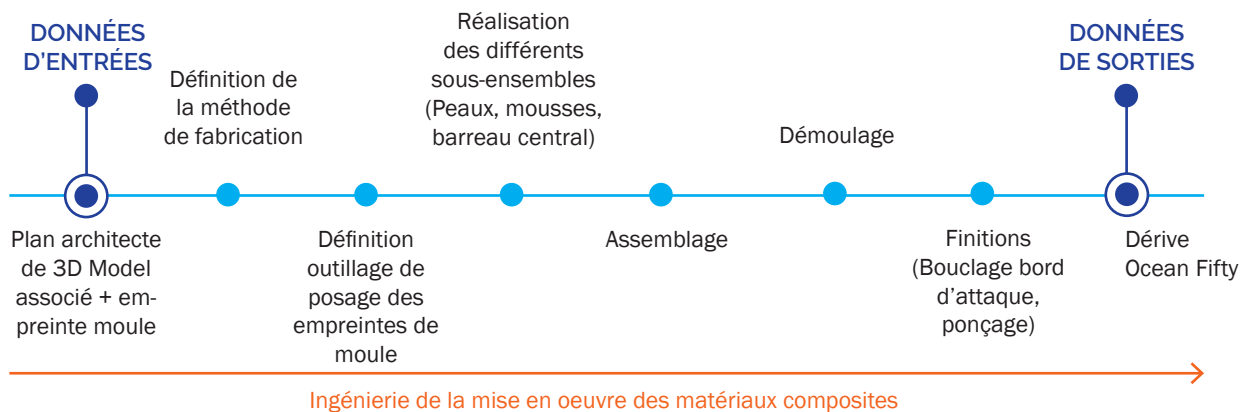 DONNÉES
D'ENTRÉES
Définition de
la méthode
de fabrication
Réalisation
des différents
sous-ensembles
(Peaux, mousses,
barreau central)
Démoulage
DONNÉES
DE SORTIES
Plan architecte
de 3D Model
associé + em-
preinte moule
Définition
outillage de
posage des
empreintes de
moule
Assemblage
Finitions
(Bouclage bord
d'attaque,
ponçage)
Dérive
Ocean Fifty
Ingénierie de la mise en oeuvre des matériaux composites